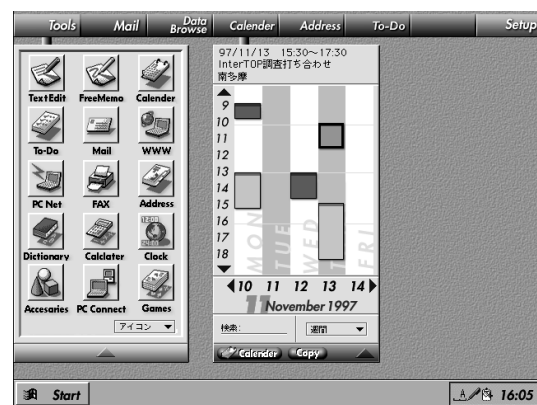 Tools Mail Data Browse Calender Address To-Do Setup
TextEdit FreeMemo Calender
To-Do Mail WWW
PC Net FAX Address
Dictionary Calclater Clock
Accesaries PC Connect Games
アイコン
97/11/13 15:30～17:30
InterTOP調査打ち合わせ
南多摩
9
10
11
12
13
14
15
16
17
18
MON TUE WED FRI
10 11 12 13 14
11 November 1997
検索: 週間
Calender Copy
Start A 16:05